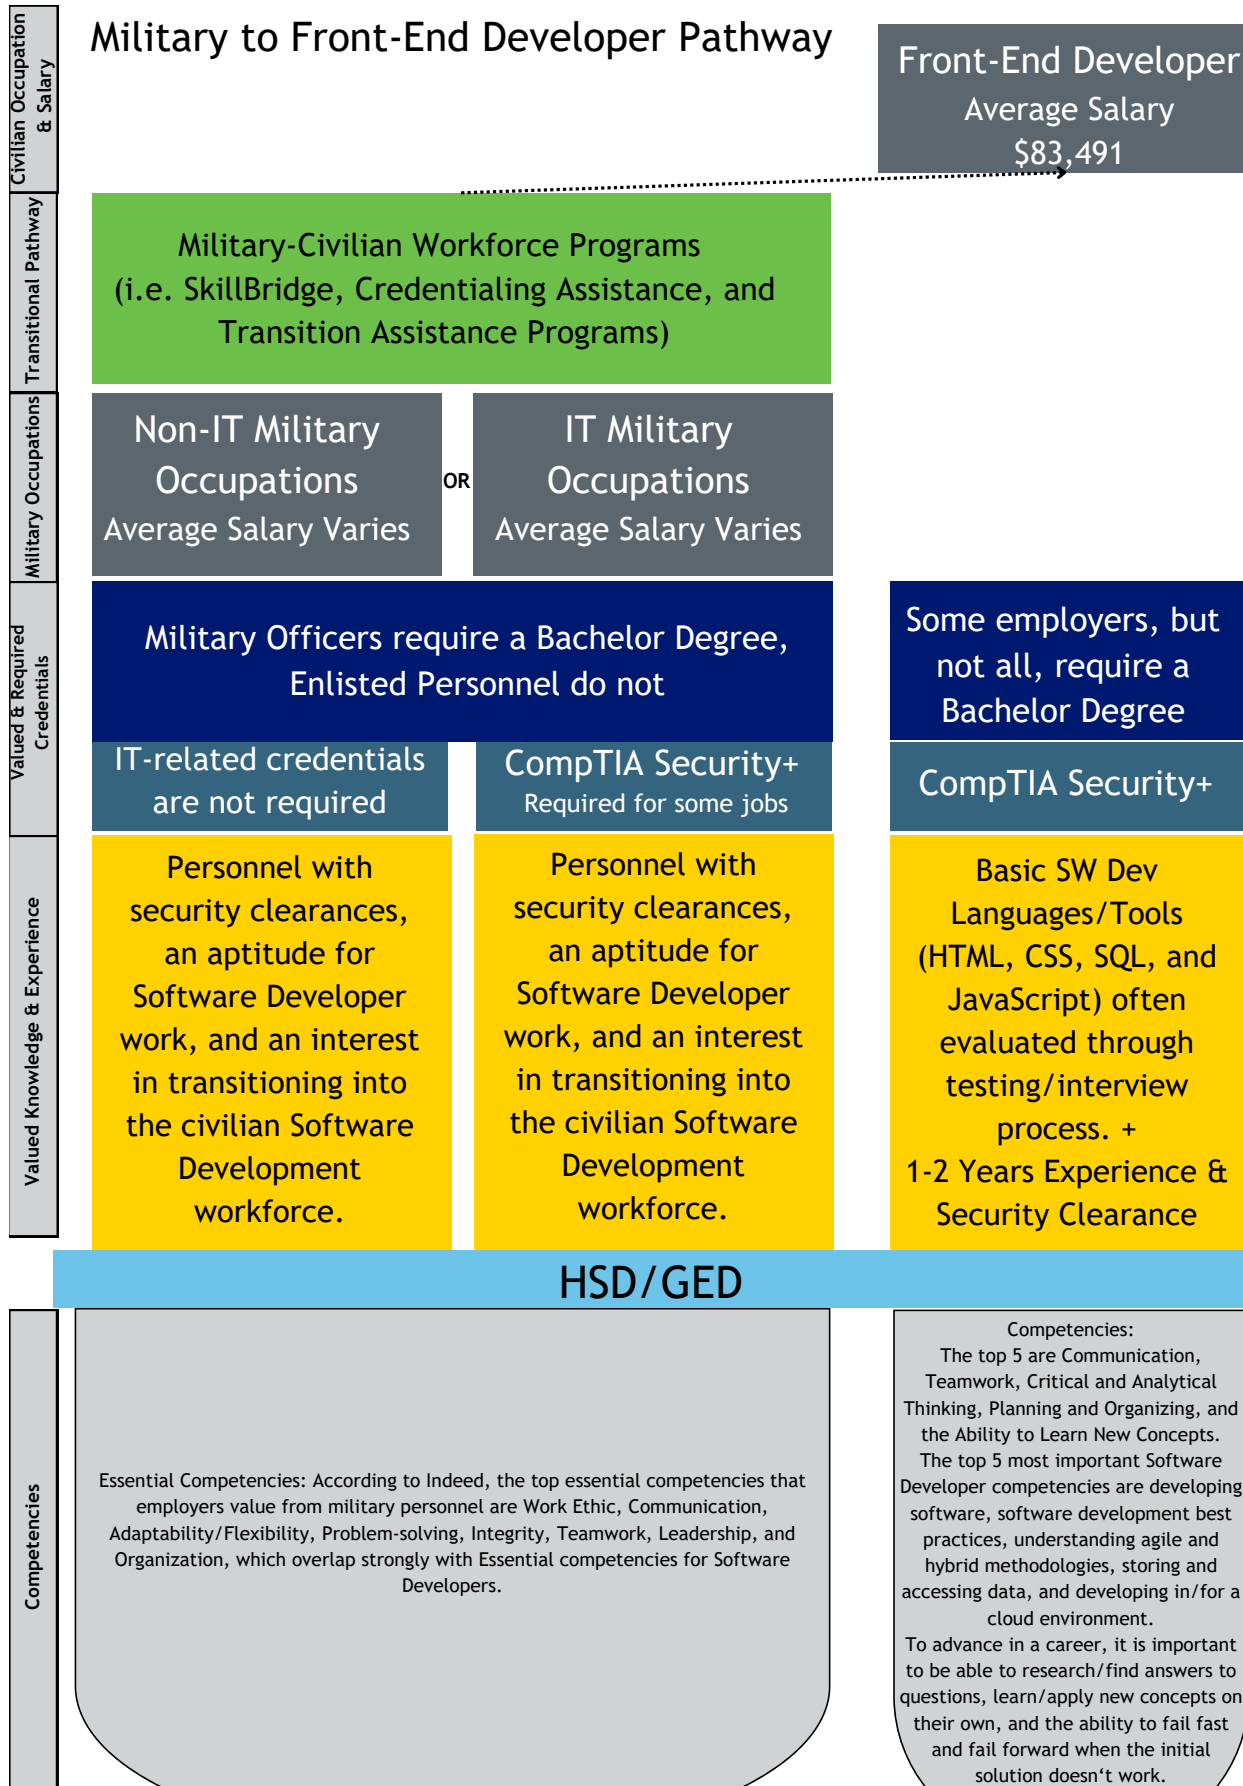 Military to Front-End Developer Pathway
Civilian Occupation
& Salary
Front-End Developer
Average Salary
$83,491
Transitional Pathway
Military-Civilian Workforce Programs
(i.e. SkillBridge, Credentialing Assistance, and
Transition Assistance Programs)
Military Occupations
Non-IT Military
Occupations
Average Salary Varies
OR
IT Military
Occupations
Average Salary Varies
Valued & Required
Credentials
Military Officers require a Bachelor Degree,
Enlisted Personnel do not
Some employers, but
not all, require a
Bachelor Degree
IT-related credentials
are not required
CompTIA Security+
Required for some jobs
CompTIA Security+
Valued Knowledge & Experience
Personnel with
security clearances,
an aptitude for
Software Developer
work, and an interest
in transitioning into
the civilian Software
Development
workforce.
Personnel with
security clearances,
an aptitude for
Software Developer
work, and an interest
in transitioning into
the civilian Software
Development
workforce.
Basic SW Dev
Languages/Tools
(HTML, CSS, SQL, and
JavaScript) often
evaluated through
testing/interview
process. +
1-2 Years Experience &
Security Clearance
HSD/GED
Competencies
Essential Competencies: According to Indeed, the top essential competencies that
employers value from military personnel are Work Ethic, Communication,
Adaptability/Flexibility, Problem-solving, Integrity, Teamwork, Leadership, and
Organization, which overlap strongly with Essential competencies for Software
Developers.
Competencies:
The top 5 are Communication,
Teamwork, Critical and Analytical
Thinking, Planning and Organizing, and
the Ability to Learn New Concepts.
The top 5 most important Software
Developer competencies are developing
software, software development best
practices, understanding agile and
hybrid methodologies, storing and
accessing data, and developing in/for a
cloud environment.
To advance in a career, it is important
to be able to research/find answers to
questions, learn/apply new concepts on
their own, and the ability to fail fast
and fail forward when the initial
solution doesn‘t work.